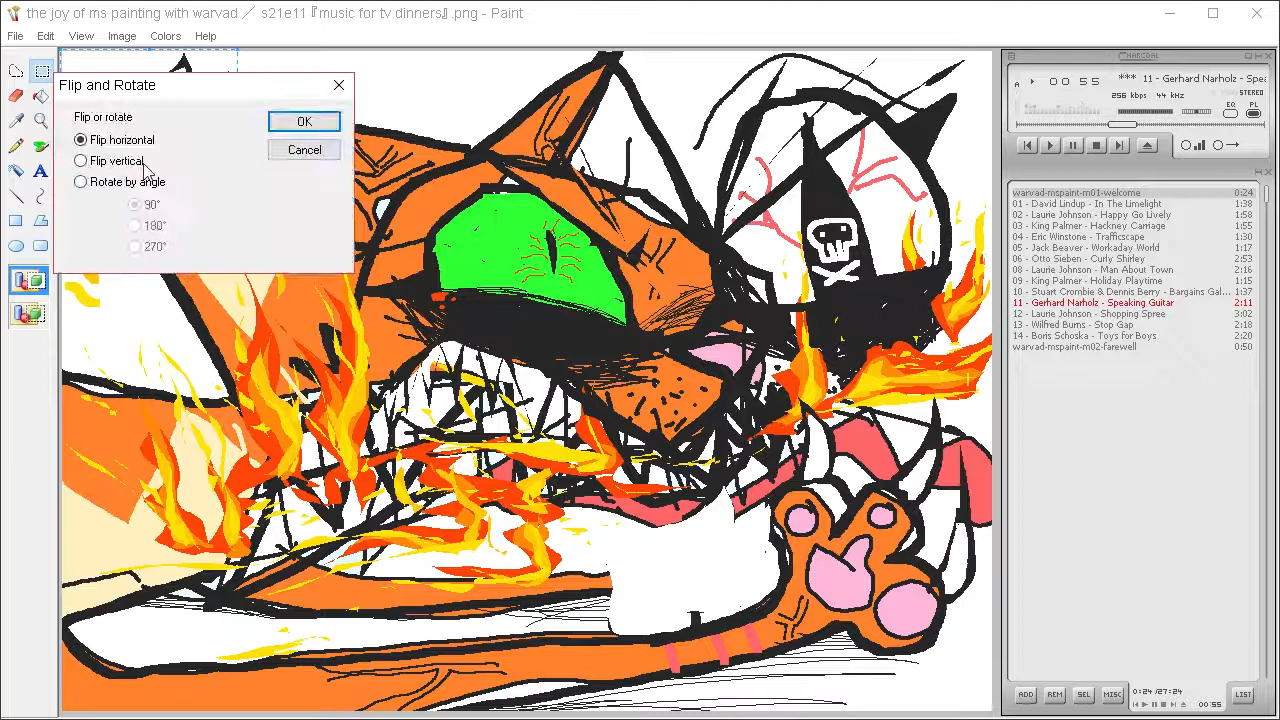 the joy of ms painting with warvad ／ s21e11 『music for tv dinners』.png - Paint
File Edit View Image Colors Help
Flip and Rotate
Flip or rotate
OK
Flip horizontal
Cancel
Flip vertical
Rotate by angle
90°
180°
270°
CHARCOAL
A
00 55
*** 11 - Gerhard Narholz - Spe
256 kbps 44 kHz
STEREO
EQ PL
warvad-mspaint-m01-welcome 0:24
01 - David Lindup - In The Limelight 1:38
02 - Laurie Johnson - Happy Go Lively 1:55
03 - King Palmer - Hackney Carriage 1:55
04 - Eric Winstone - Trafficscape 1:30
05 - Jack Beaver - Workaday World 1:17
06 - Otto Sieben - Curly Shirley 2:53
08 - Laurie Johnson - Man About Town 1:16
09 - King Palmer - Holiday Playtime 1:15
10 - Stuart Crombie & Dennis Berry - Bargains Gal... 1:37
11 - Gerhard Narholz - Speaking Guitar 2:11
12 - Laurie Johnson - Shopping Spree 3:02
13 - Wilfred Burns - Stop Gap 2:18
14 - Boris Schoska - Toys for Boys 2:20
warvad-mspaint-m02-farewell 0:50
ADD REM SEL MISC 0:24/27:24 00:55 LIST